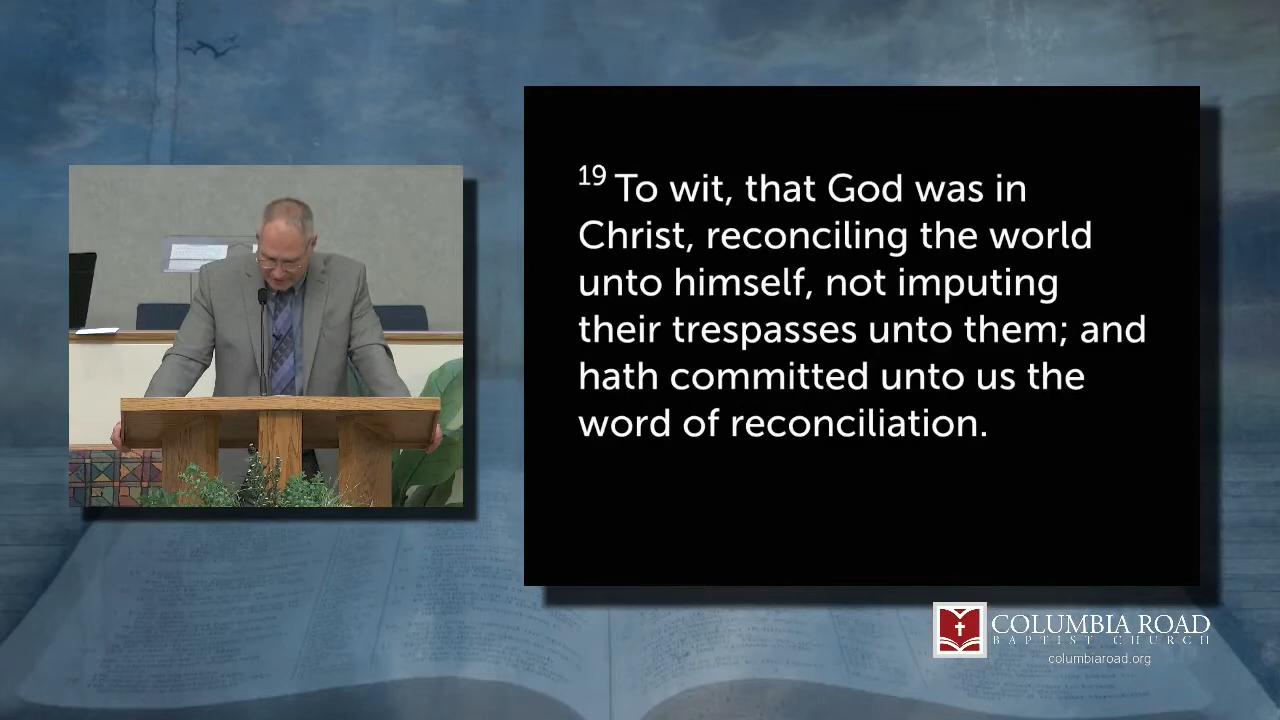 19 To wit, that God was in
Christ, reconciling the world
unto himself, not imputing
their trespasses unto them; and
hath committed unto us the
word of reconciliation.
COLUMBIA ROAD
BAPTIST CHURCH
columbiaroad.org